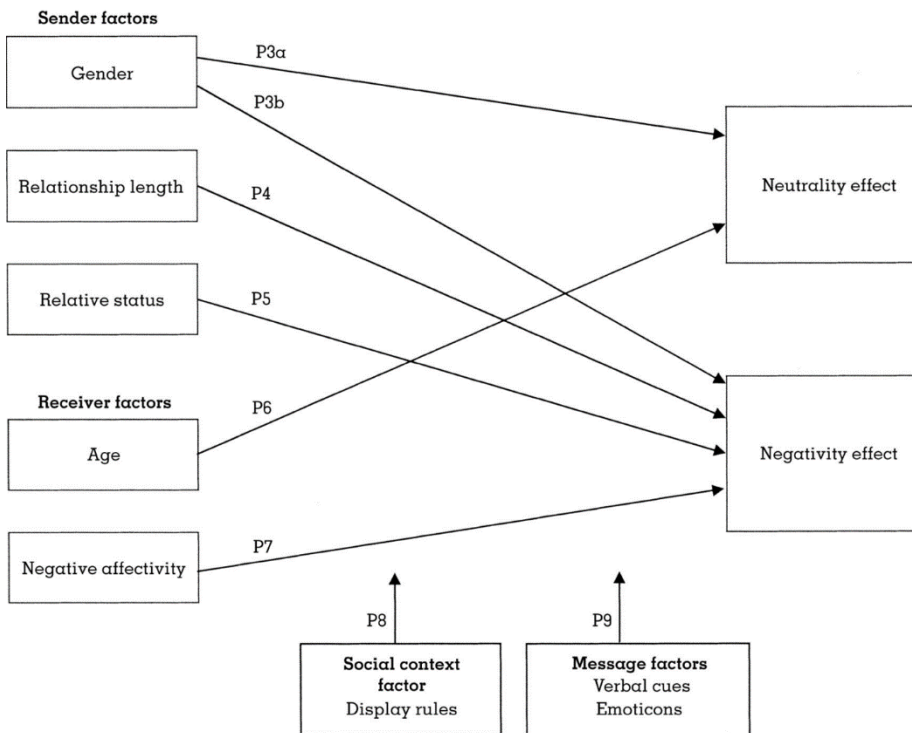 Sender factors
Gender
P3a
P3b
Neutrality effect
Relationship length
P4
Relative status
P5
Receiver factors
Age
P6
Negativity effect
Negative affectivity
P7
P8
P9
Social context
factor
Display rules
Message factors
Verbal cues
Emoticons